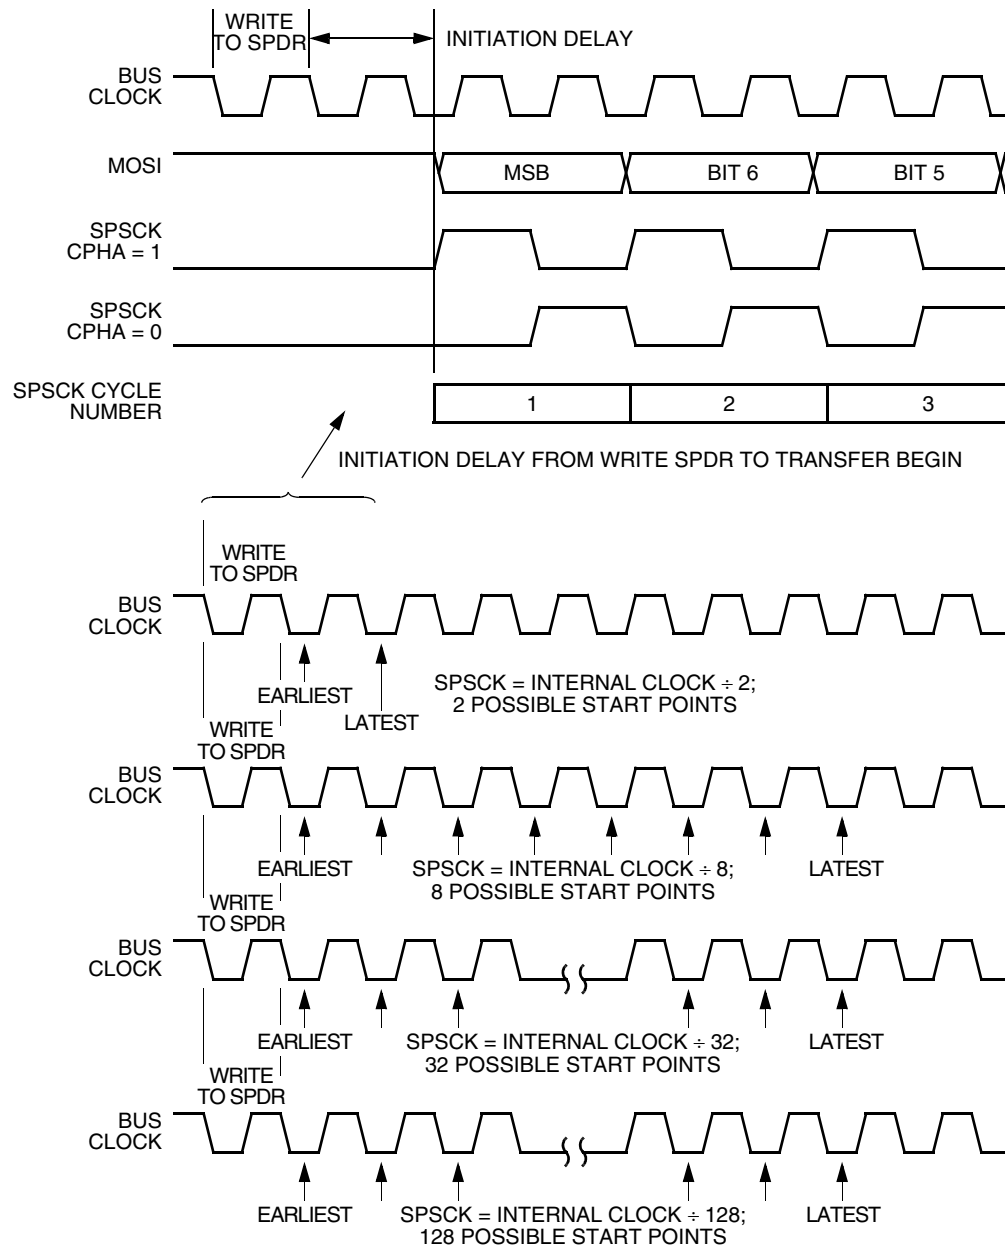 WRITE
TO SPDR
INITIATION DELAY
BUS
CLOCK
MOSI
MSB
BIT 6
BIT 5
SPSCK
CPHA = 1
SPSCK
CPHA = 0
SPSCK CYCLE
NUMBER
1
2
3
INITIATION DELAY FROM WRITE SPDR TO TRANSFER BEGIN
WRITE
TO SPDR
BUS
CLOCK
EARLIEST
LATEST
SPSCK = INTERNAL CLOCK ÷ 2;
2 POSSIBLE START POINTS
WRITE
TO SPDR
BUS
CLOCK
EARLIEST
SPSCK = INTERNAL CLOCK ÷ 8;
8 POSSIBLE START POINTS
LATEST
WRITE
TO SPDR
BUS
CLOCK
EARLIEST
SPSCK = INTERNAL CLOCK ÷ 32;
32 POSSIBLE START POINTS
LATEST
WRITE
TO SPDR
BUS
CLOCK
EARLIEST
SPSCK = INTERNAL CLOCK ÷ 128;
128 POSSIBLE START POINTS
LATEST